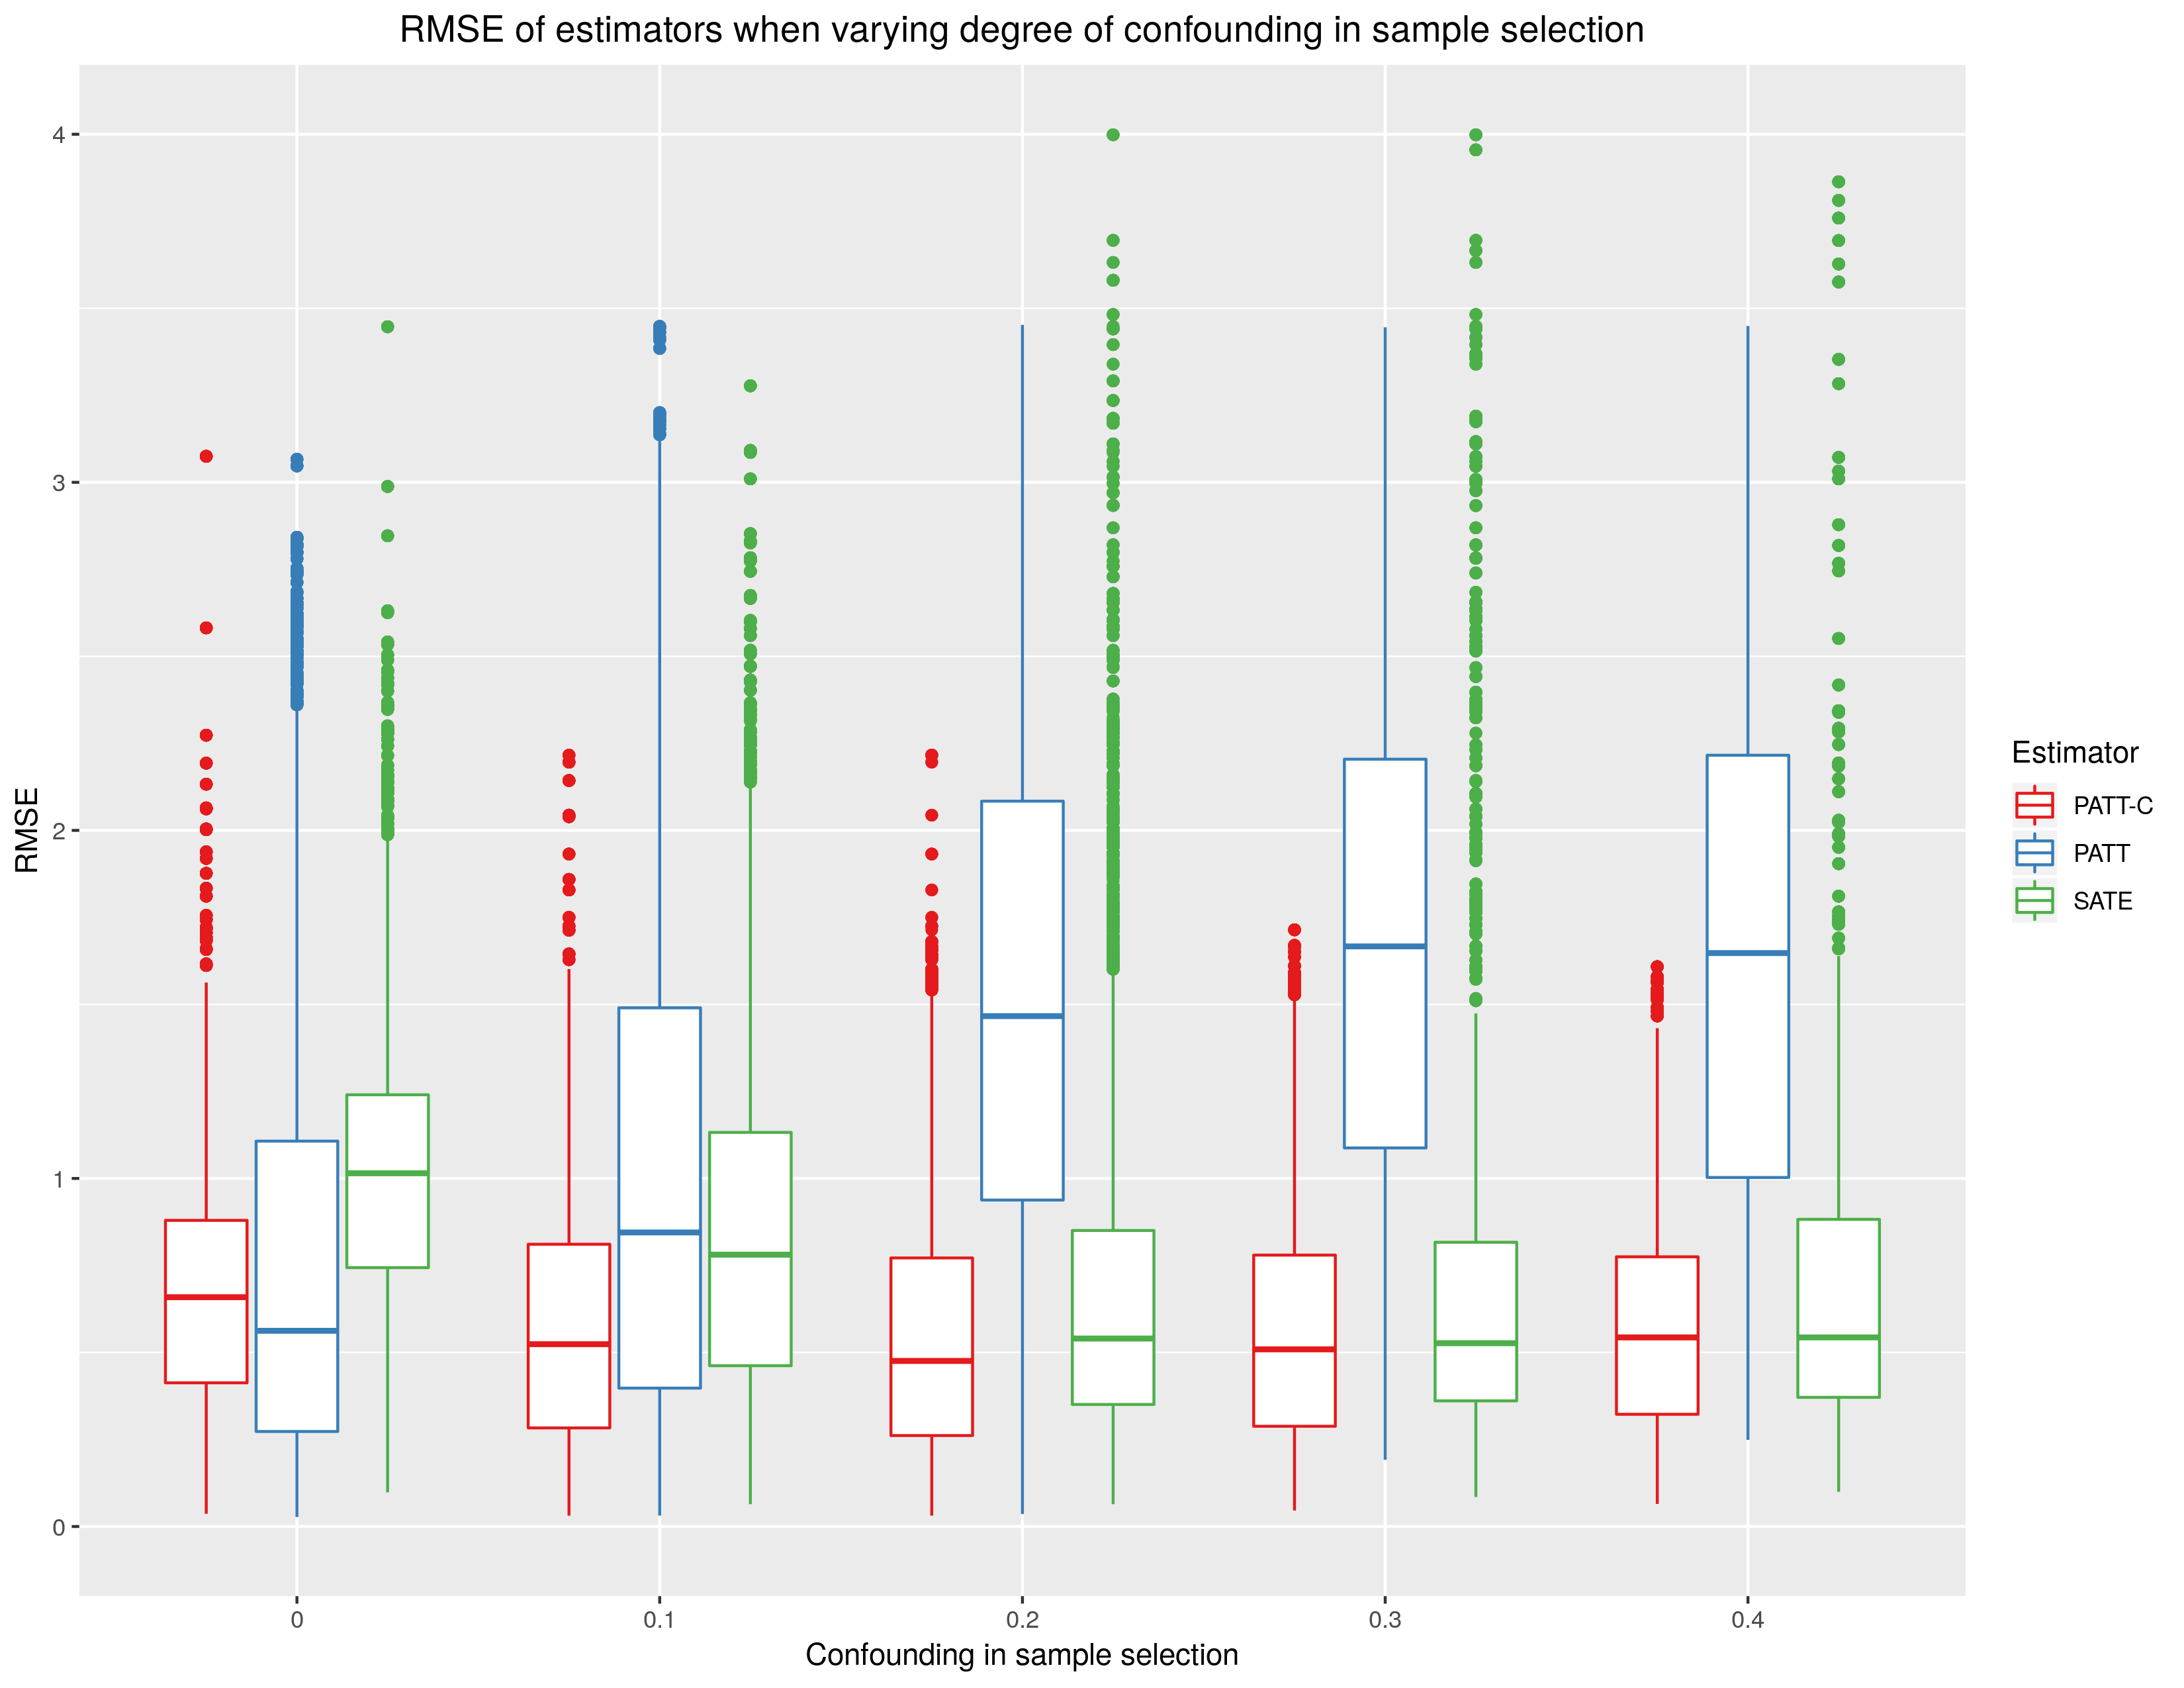 RMSE of estimators when varying degree of confounding in sample selection
RMSE
4
3
2
1
0
0 0.1 0.2 0.3 0.4
Confounding in sample selection
Estimator
PATT-C
PATT
SATE